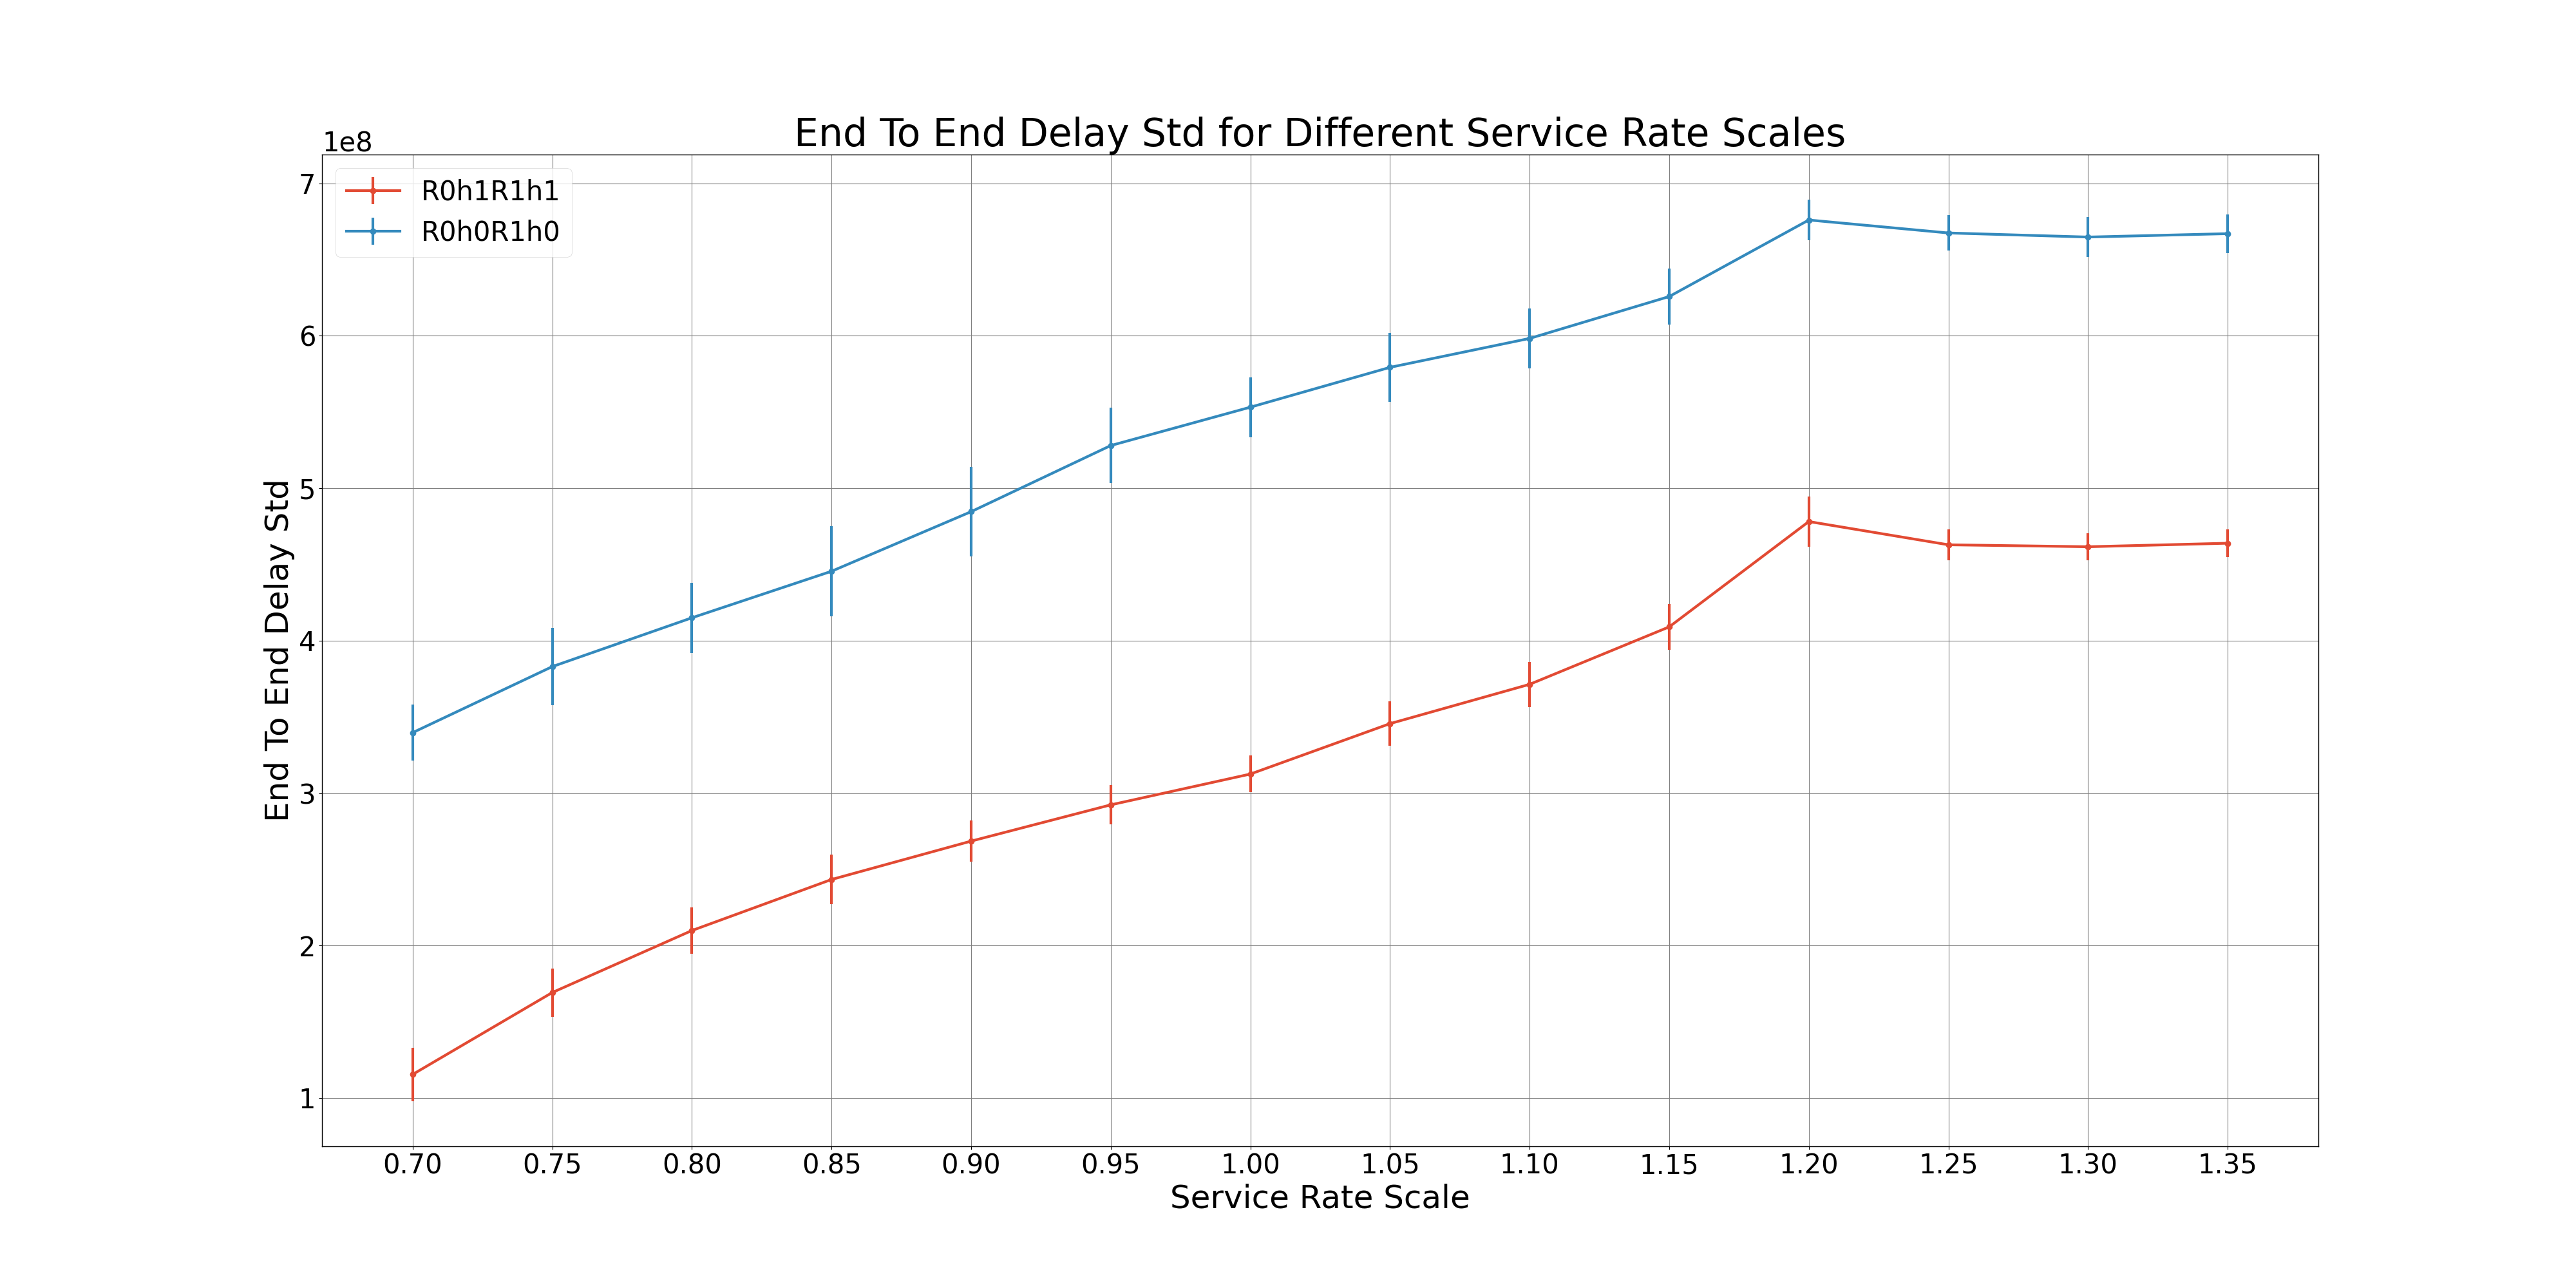 End To End Delay Std for Different Service Rate Scales
1e8
R0h1R1h1
R0h0R1h0
End To End Delay Std
7
6
5
4
3
2
1
0.70 0.75 0.80 0.85 0.90 0.95 1.00 1.05 1.10 1.15 1.20 1.25 1.30 1.35
Service Rate Scale